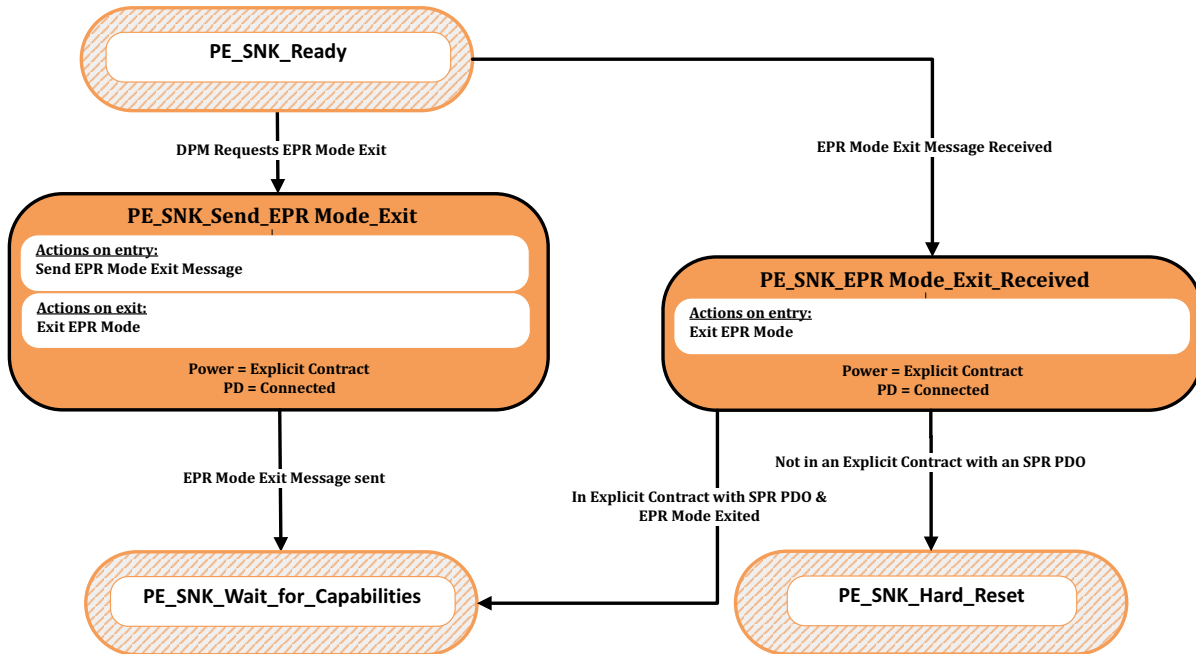 PE_SNK_Ready
DPM Requests EPR Mode Exit
EPR Mode Exit Message Received
PE_SNK_Send_EPR Mode_Exit
Actions on entry:
Send EPR Mode Exit Message
Actions on exit:
Exit EPR Mode
Power = Explicit Contract
PD = Connected
PE_SNK_EPR Mode_Exit_Received
Actions on entry:
Exit EPR Mode
Power = Explicit Contract
PD = Connected
EPR Mode Exit Message sent
In Explicit Contract with SPR PDO &
EPR Mode Exited
Not in an Explicit Contract with an SPR PDO
PE_SNK_Wait_for_Capabilities
PE_SNK_Hard_Reset